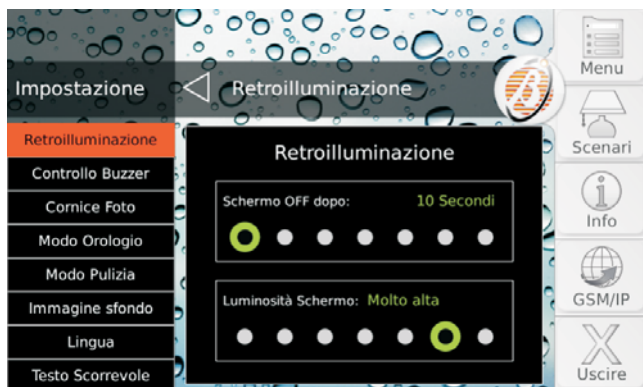 Impostazione
Retroilluminazione
Retroilluminazione
Controllo Buzzer
Cornice Foto
Modo Orologio
Modo Pulizia
Immagine sfondo
Lingua
Testo Scorrevole
Retroilluminazione
Schermo OFF dopo: 10 Secondi
Luminosità Schermo: Molto alta
Menu
Scenari
Info
GSM/IP
Uscire